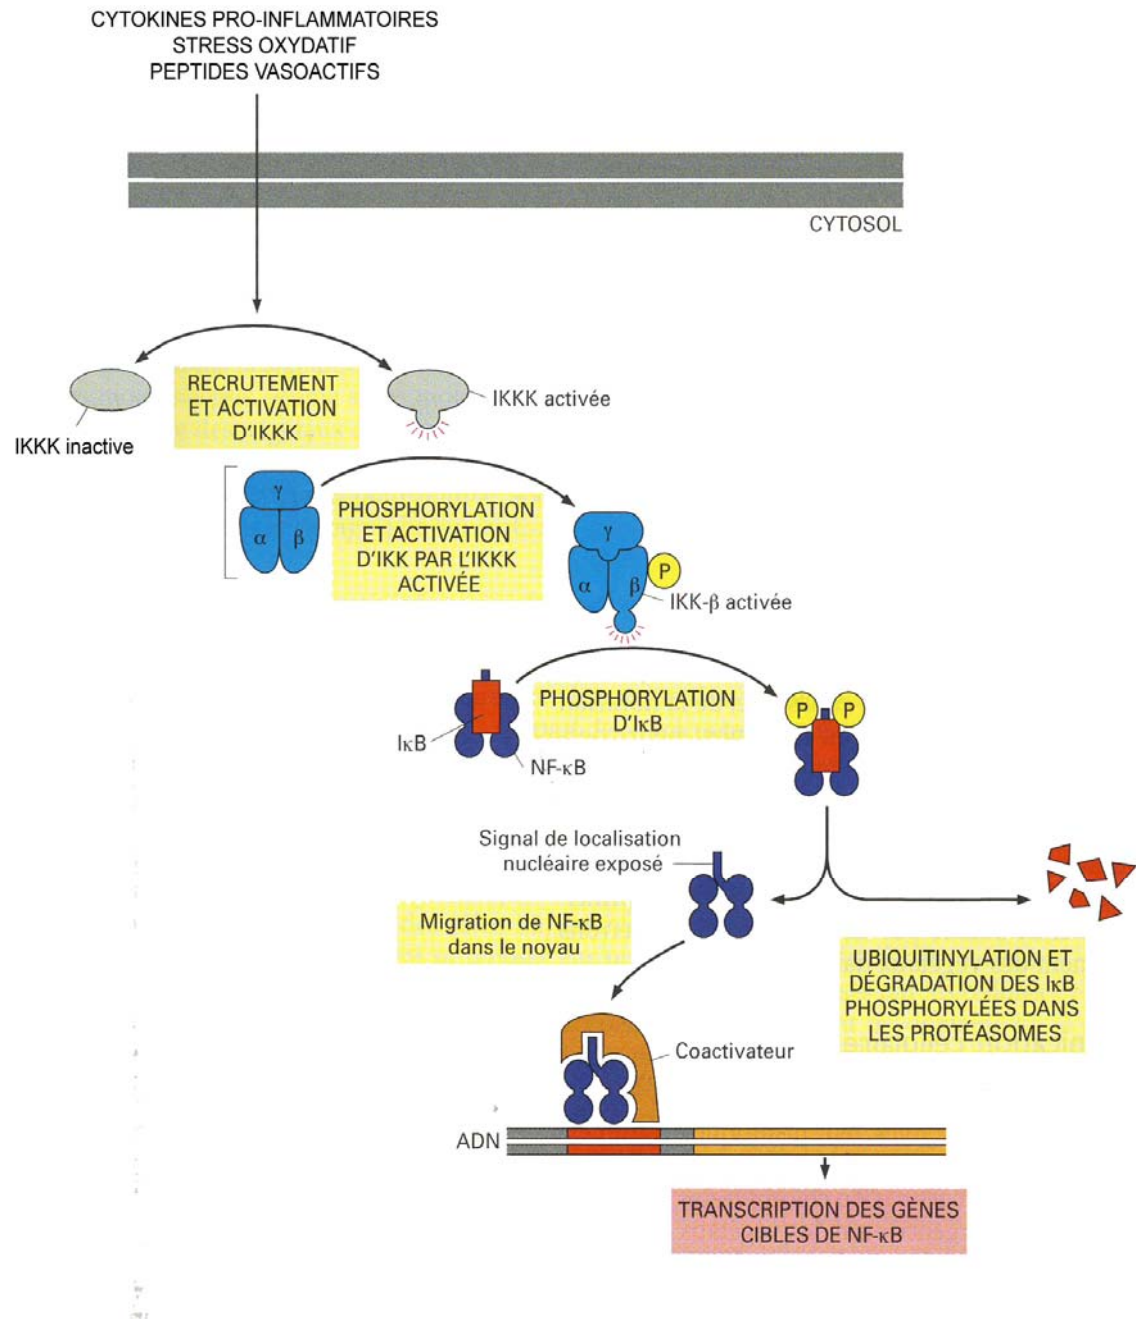 CYTOKINES PRO-INFLAMMATOIRES
STRESS OXYDATIF
PEPTIDES VASOACTIFS
CYTOSOL
RECRUTEMENT
ET ACTIVATION
D'IKKK
IKKK activée
IKKK inactive
γ
α β
PHOSPHORYLATION
ET ACTIVATION
D'IKK PAR L'IKKK
ACTIVÉE
γ
α β
P
IKK-β activée
PHOSPHORYLATION
D'IκB
P P
IκB
NF-κB
Signal de localisation
nucléaire exposé
Migration de NF-κB
dans le noyau
UBIQUITINYLATION ET
DÉGRADATION DES IκB
PHOSPHORYLÉES DANS
LES PROTÉASOMES
Coactivateur
ADN
TRANSCRIPTION DES GÈNES
CIBLES DE NF-κB